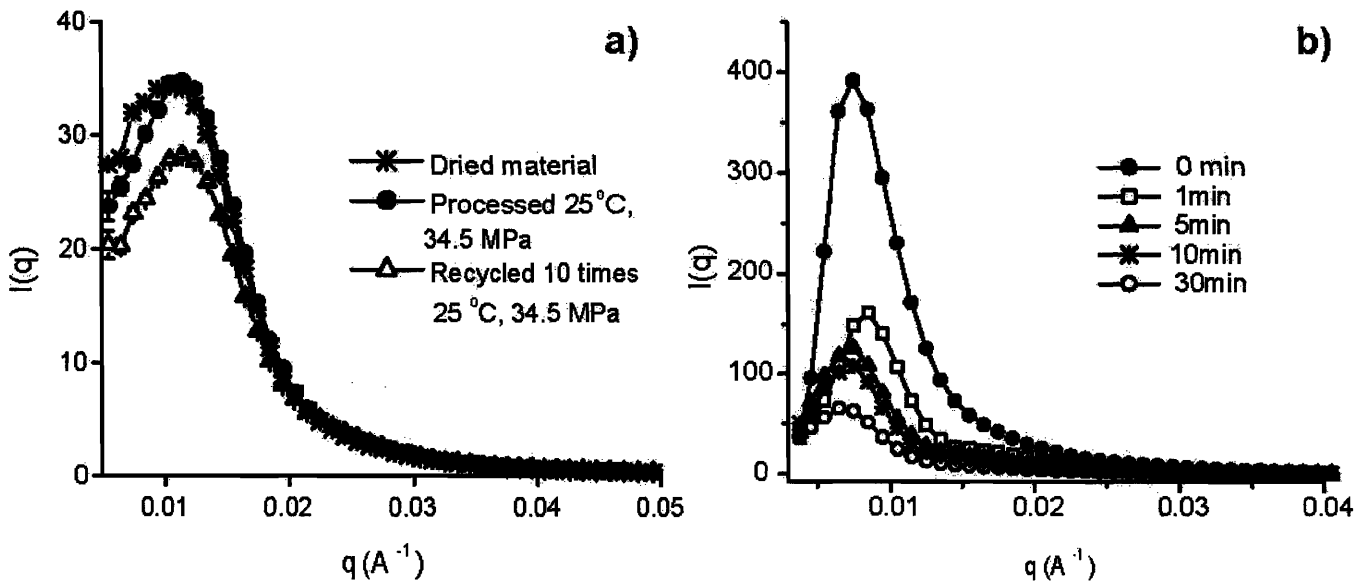 a)
40
30
20
10
0
I(q)
Dried material
Processed 25°C,
34.5 MPa
Recycled 10 times
25 °C, 34.5 MPa
0.01
0.02
0.03
0.04
0.05
q (A⁻¹)
b)
400
300
200
100
0
I(q)
0 min
1min
5min
10min
30min
0.01
0.02
0.03
0.04
q (A⁻¹)